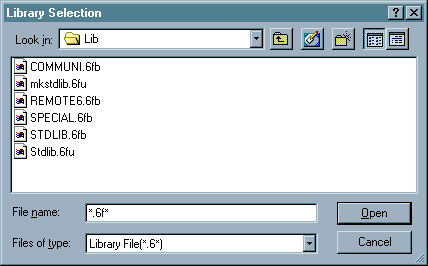 Library Selection
Look in: Lib
COMMUNI.6fb
mkstdlib.6fu
REMOTE6.6fb
SPECIAL.6fb
STDLIB.6fb
Stdlib.6fu
File name: *.6f* Open
Files of type: Library File(*.6*) Cancel